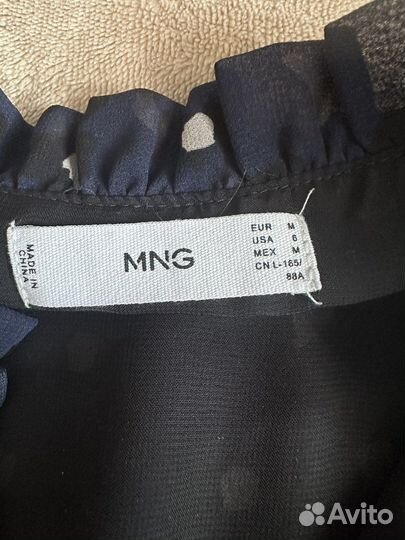 MADE IN
CHINA
MNG
EUR M
USA 6
MEX M
CN L-165/
88A
Avito